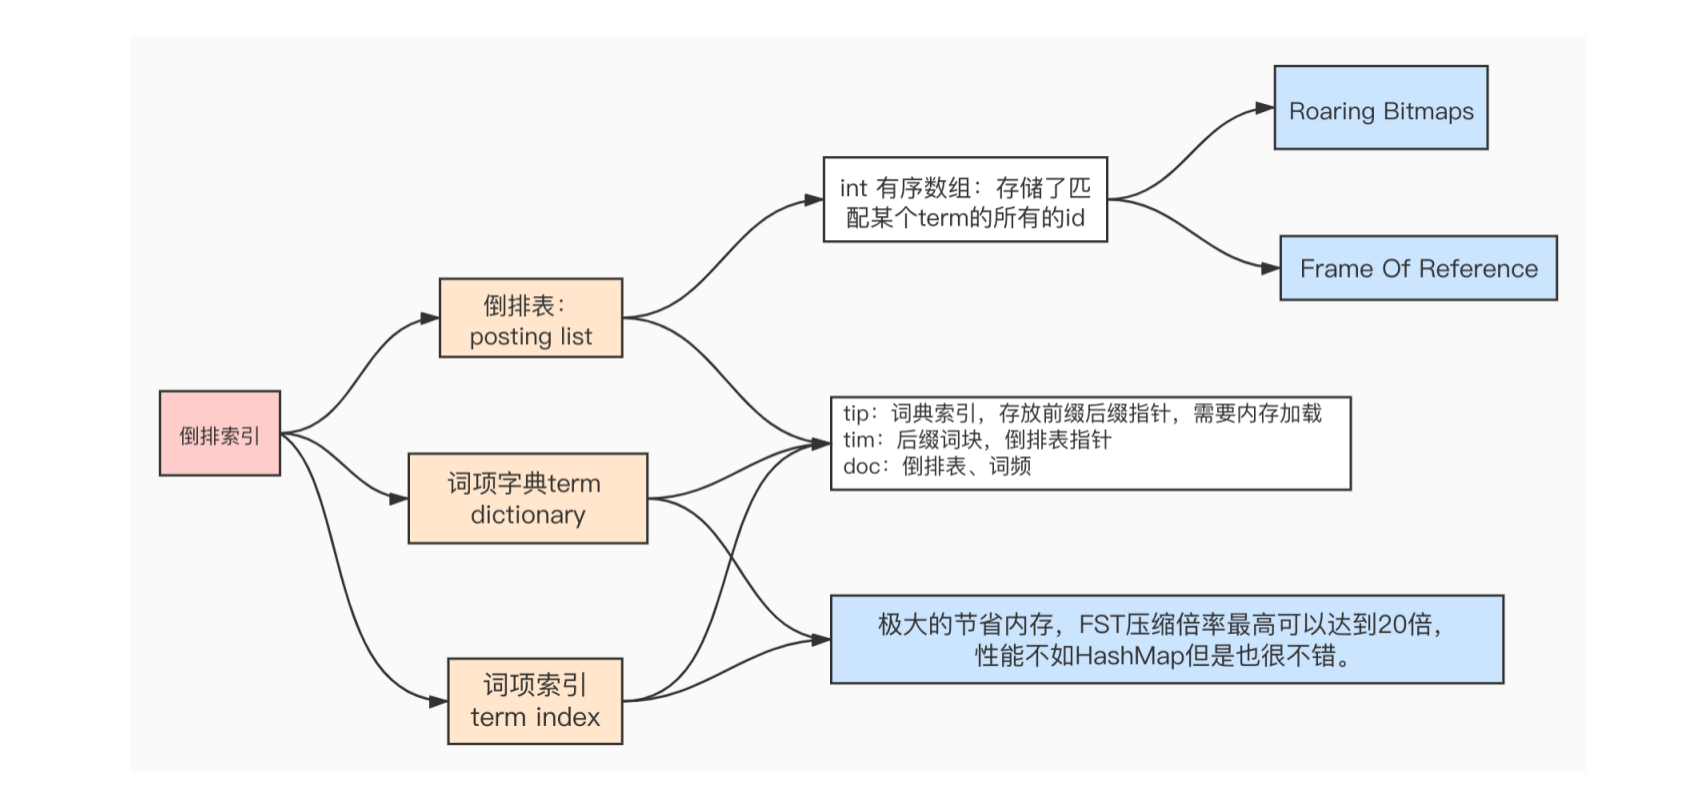 Roaring Bitmaps
int 有序数组：存储了匹
配某个term的所有的id
Frame Of Reference
倒排表：
posting list
倒排索引
tip：词典索引，存放前缀后缀指针，需要内存加载
tim：后缀词块，倒排表指针
doc：倒排表、词频
词项字典term
dictionary
极大的节省内存，FST压缩倍率最高可以达到20倍，
性能不如HashMap但是也很不错。
词项索引
term index